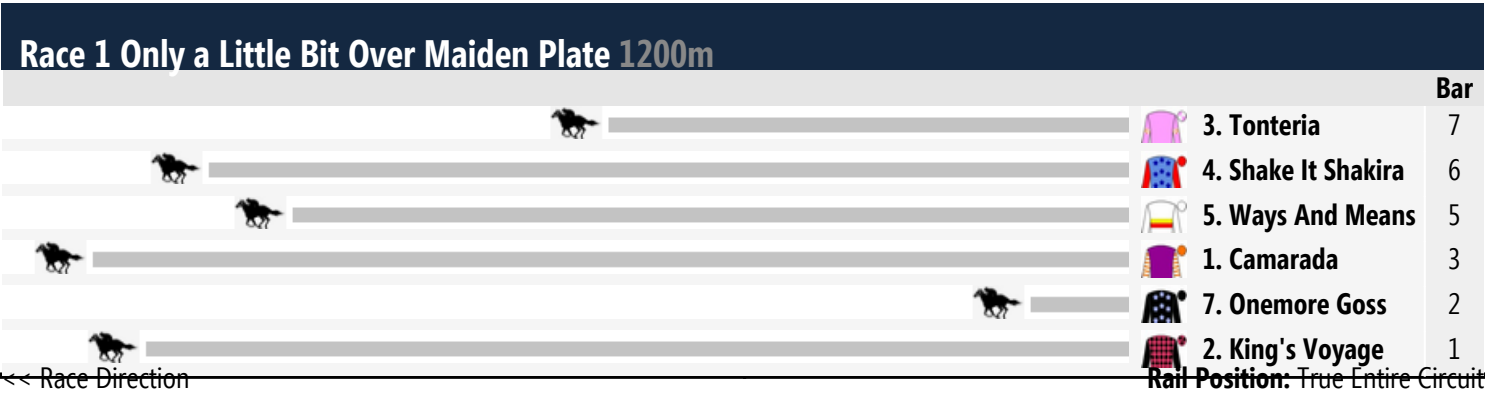 Race 1 Only a Little Bit Over Maiden Plate 1200m
Bar
3. Tonteria 7
4. Shake It Shakira 6
5. Ways And Means 5
1. Camarada 3
7. Onemore Goss 2
2. King's Voyage 1
<< Race Direction Rail Position: True Entire Circuit